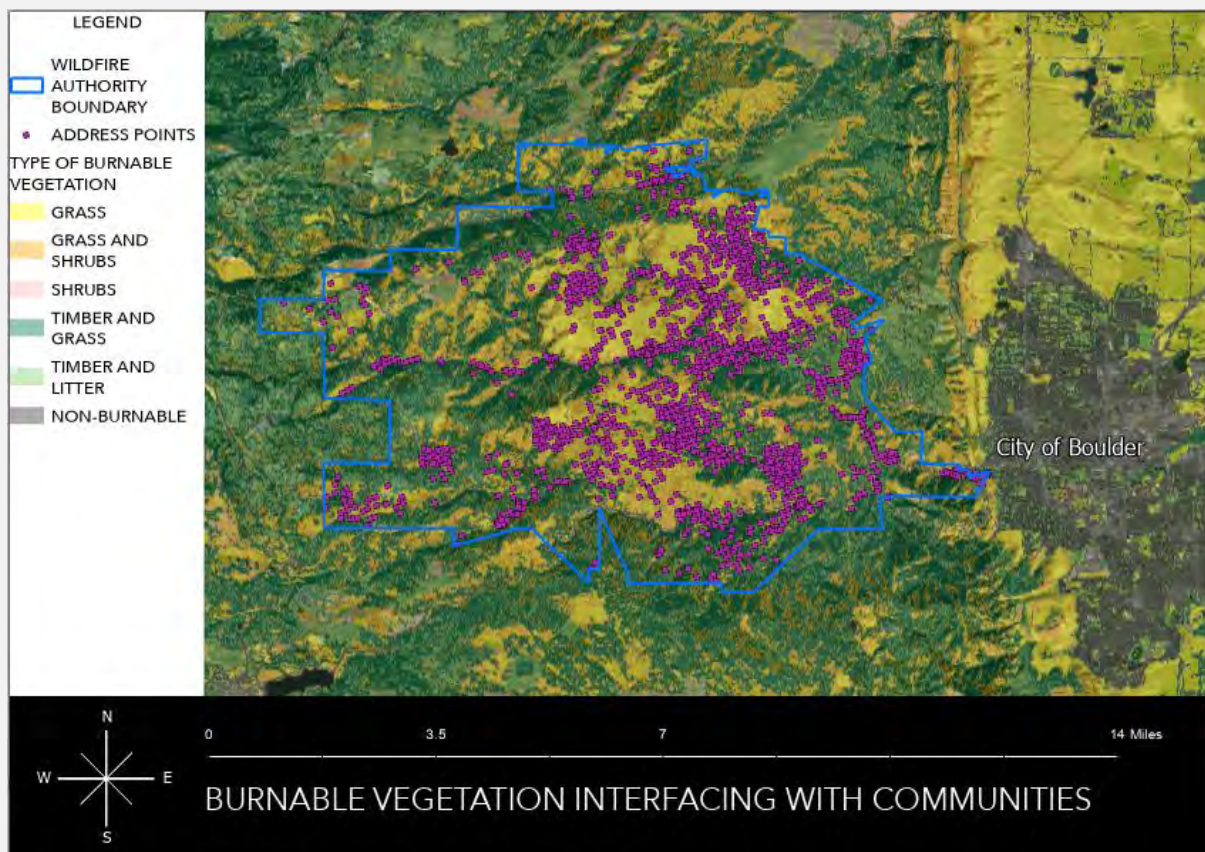 LEGEND
WILDFIRE
AUTHORITY
BOUNDARY
ADDRESS POINTS
TYPE OF BURNABLE
VEGETATION
GRASS
GRASS AND
SHRUBS
SHRUBS
TIMBER AND
GRASS
TIMBER AND
LITTER
NON-BURNABLE
City of Boulder
N
W E
S
0 3.5 7 14 Miles
BURNABLE VEGETATION INTERFACING WITH COMMUNITIES